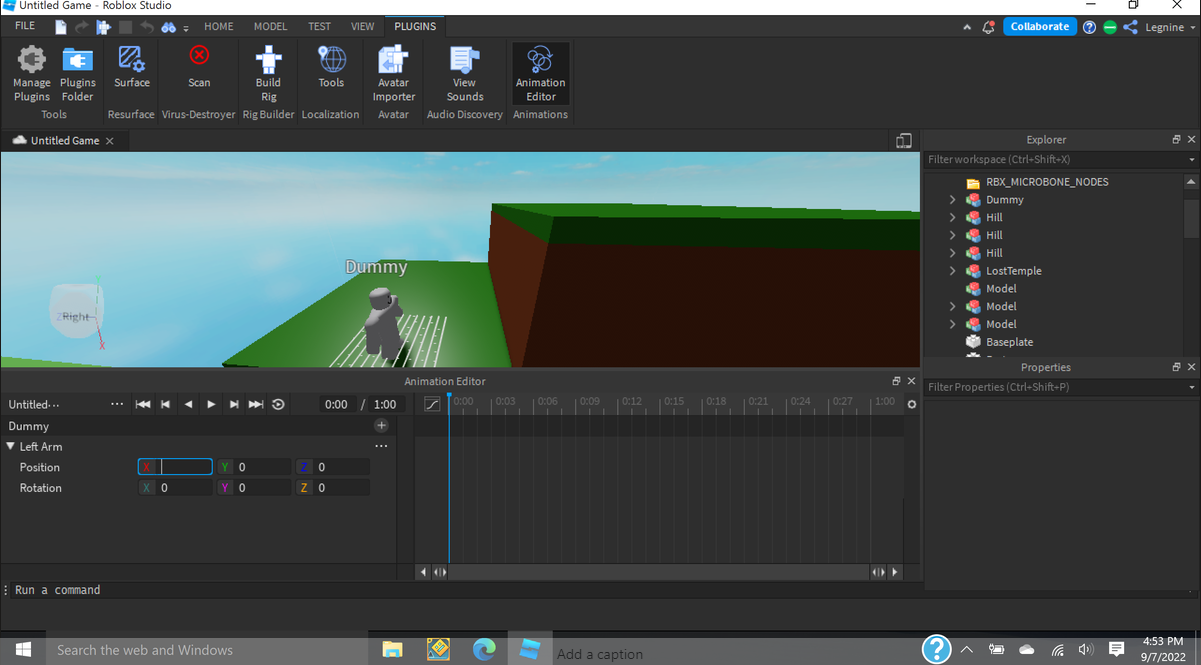 Untitled Game - Roblox Studio
FILE HOME MODEL TEST VIEW PLUGINS Collaborate ? Legnine
Manage Plugins
Plugins Folder
Surface
Scan
Build Rig
Tools
Avatar Importer
View Sounds
Animation Editor
Tools Resurface Virus-Destroyer Rig Builder Localization Avatar Audio Discovery Animations
Untitled Game
Explorer
Filter workspace (Ctrl+Shift+X)
RBX_MICROBONE_NODES
Dummy
Hill
Hill
Hill
LostTemple
Model
Model
Model
Baseplate
Dummy
Right
X
Properties
Filter Properties (Ctrl+Shift+P)
Animation Editor
Untitled··· 0:00 / 1:00
0:00 0:03 0:06 0:09 0:12 0:15 0:18 0:21 0:24 0:27 1:00
Dummy
Left Arm
Position X Y 0 Z 0
Rotation X 0 Y 0 Z 0
Run a command
Search the web and Windows
Add a caption
?
4:53 PM
9/7/2022